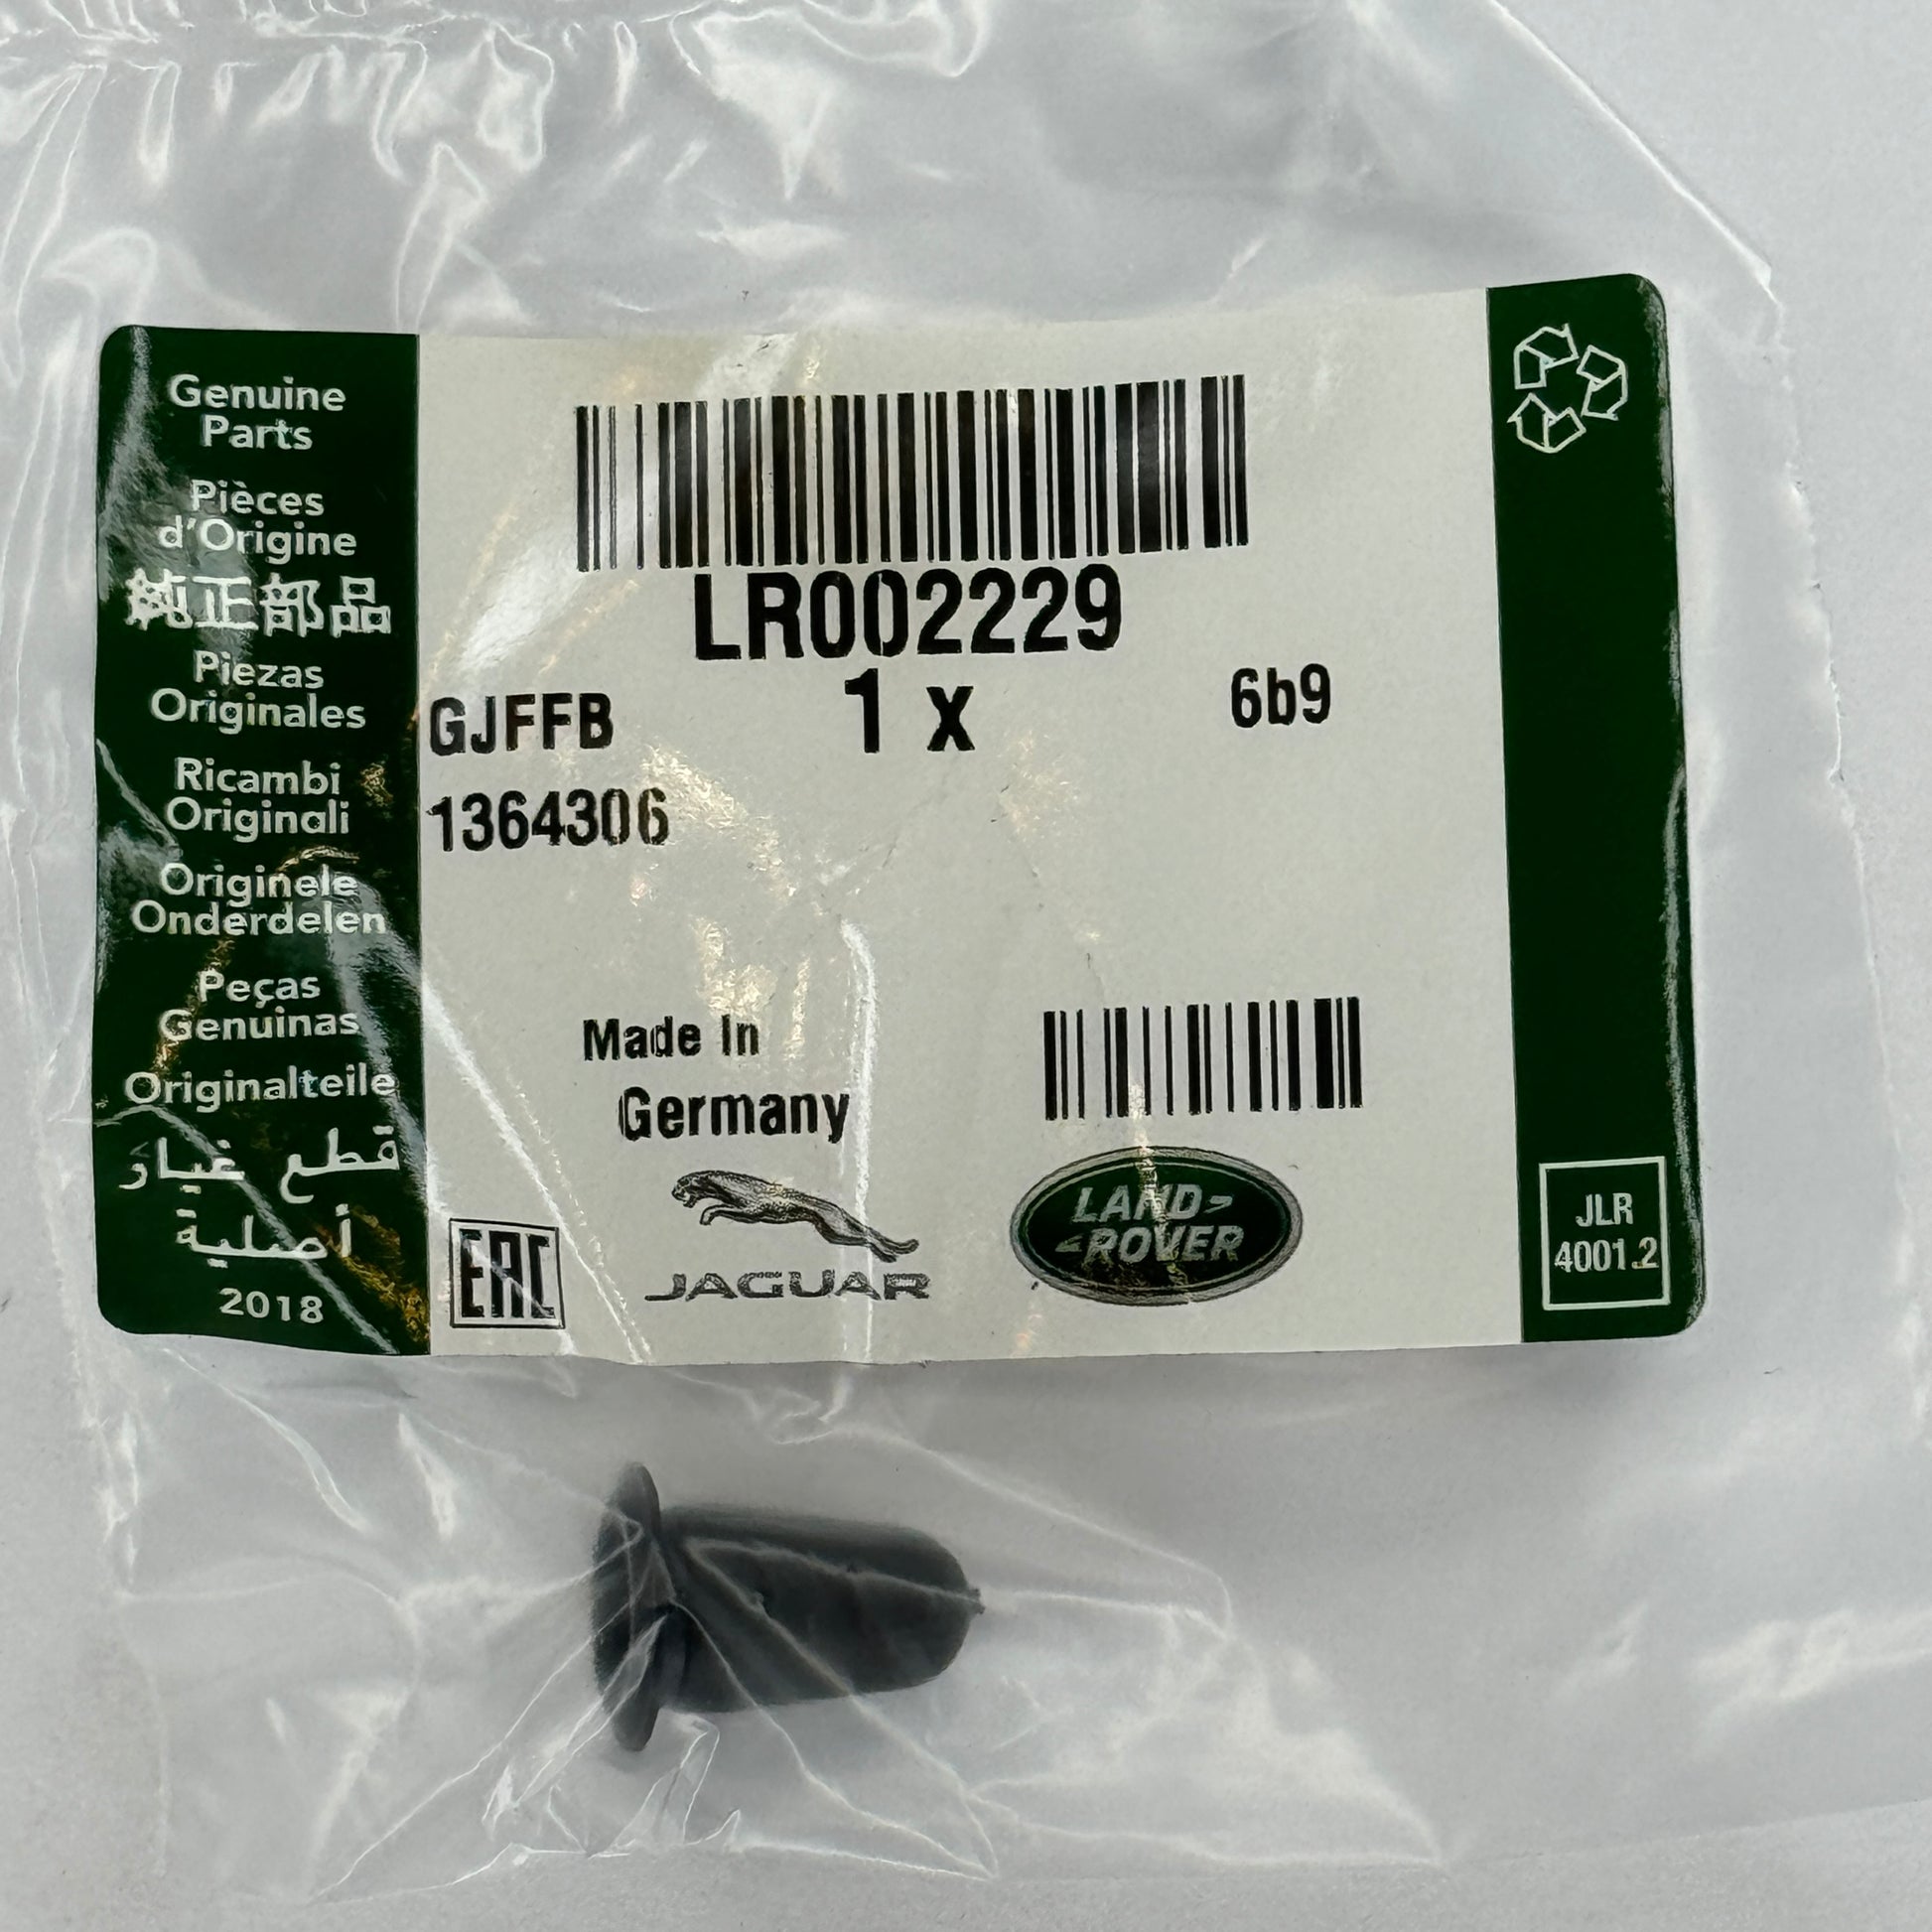 Genuine
Parts
Pièces
d'Origine
純正部品
Piezas
Originales
Ricambi
Originali
Originele
Onderdelen
Peças
Genuinas
Originalteile
قطع غيار
أصلية
2018
LR002229
GJFFB 1 x 6b9
1364306
Made In
Germany
EAC
JAGUAR
LAND-
ROVER
JLR
4001.2